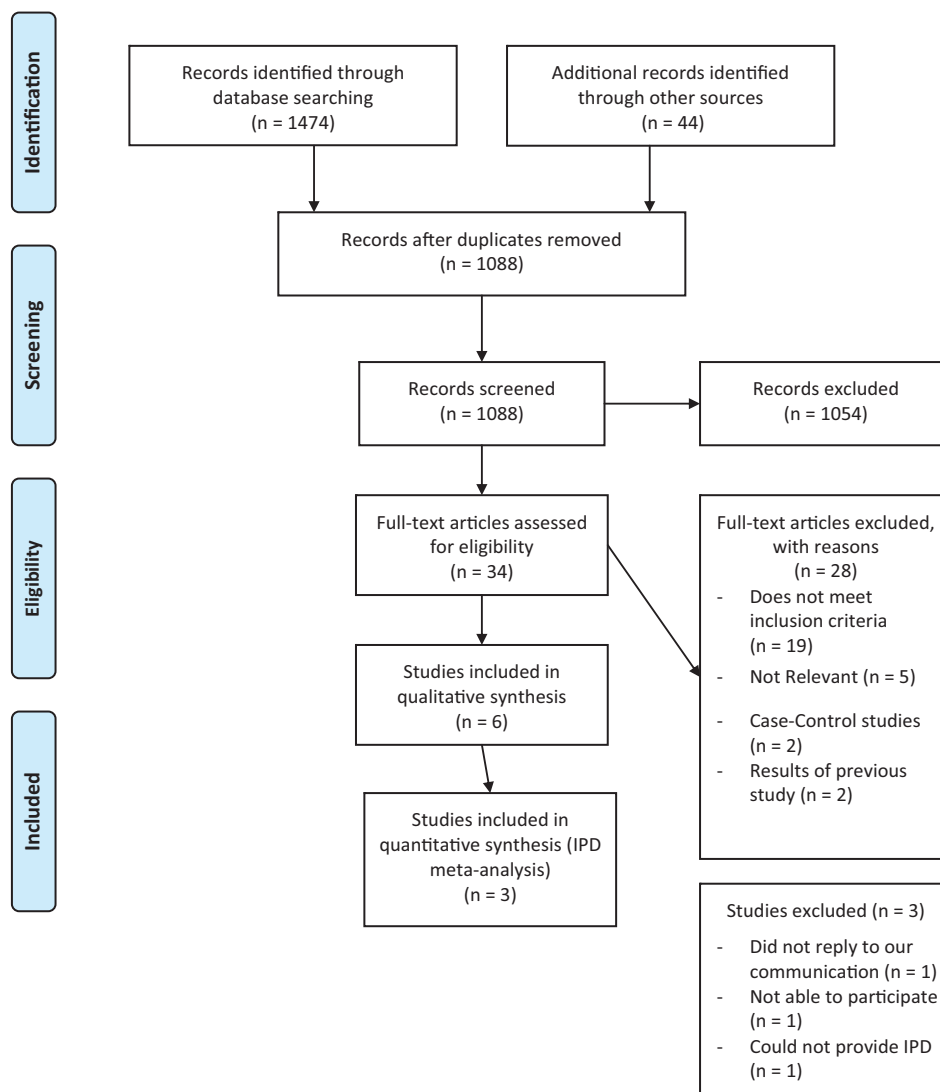 Identification
Records identified through
database searching
(n = 1474)
Additional records identified
through other sources
(n = 44)
Records after duplicates removed
(n = 1088)
Screening
Records screened
(n = 1088)
Records excluded
(n = 1054)
Eligibility
Full-text articles assessed
for eligibility
(n = 34)
Full-text articles excluded,
with reasons
(n = 28)
- Does not meet
inclusion criteria
(n = 19)
- Not Relevant (n = 5)
- Case-Control studies
(n = 2)
- Results of previous
study (n = 2)
Studies included in
qualitative synthesis
(n = 6)
Included
Studies included in
quantitative synthesis (IPD
meta-analysis)
(n = 3)
Studies excluded (n = 3)
- Did not reply to our
communication (n = 1)
- Not able to participate
(n = 1)
- Could not provide IPD
(n = 1)